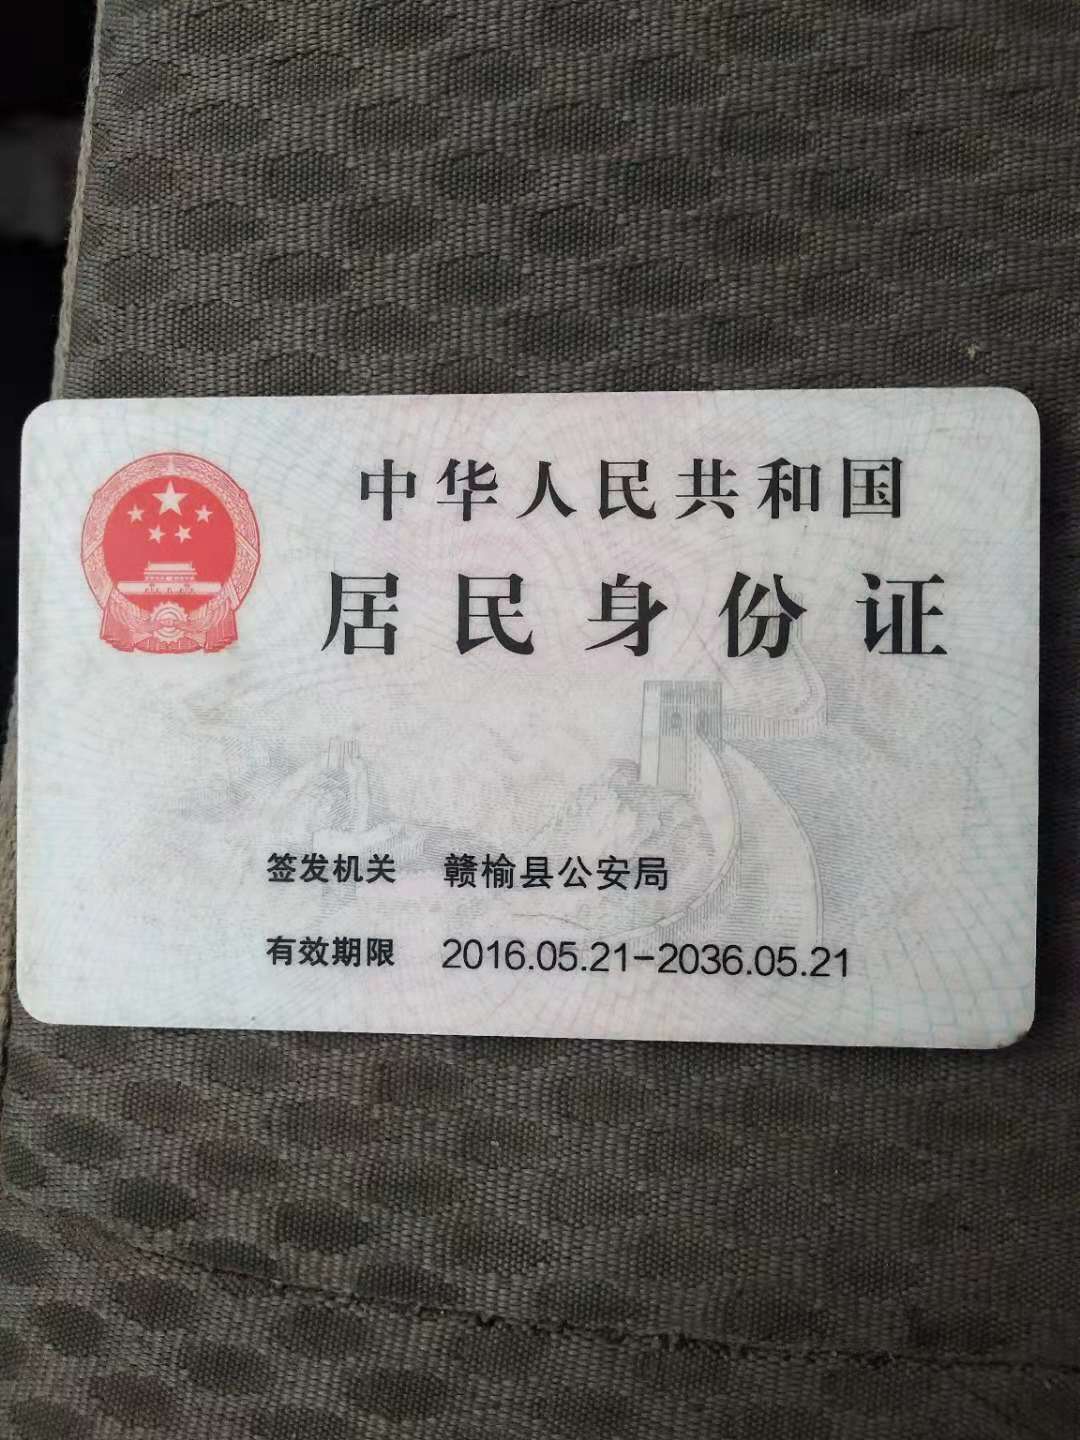 中华人民共和国
居民身份证
签发机关 赣榆县公安局
有效期限 2016.05.21-2036.05.21